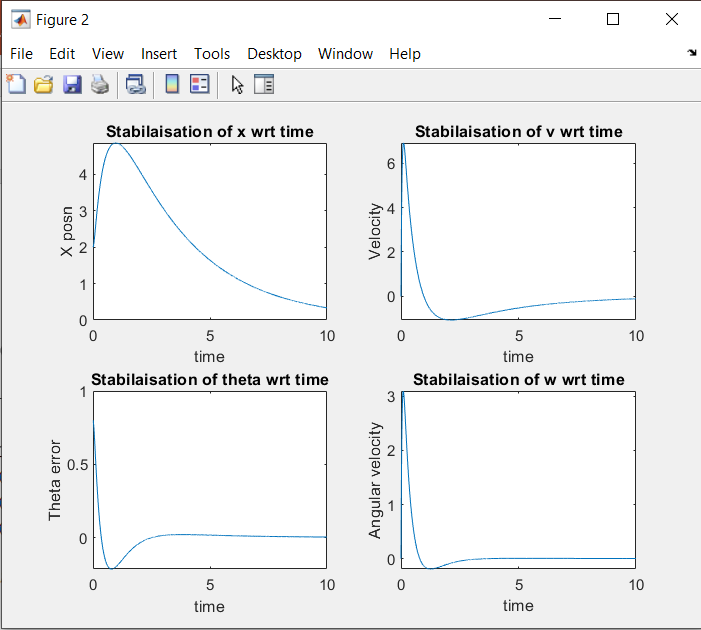 Figure 2
File Edit View Insert Tools Desktop Window Help
Stabilaisation of x wrt time
X posn
4
3
2
1
0
0 5 10
time
Stabilaisation of v wrt time
Velocity
6
4
2
0
0 5 10
time
Stabilaisation of theta wrt time
Theta error
1
0.5
0
0 5 10
time
Stabilaisation of w wrt time
Angular velocity
3
2
1
0
0 5 10
time